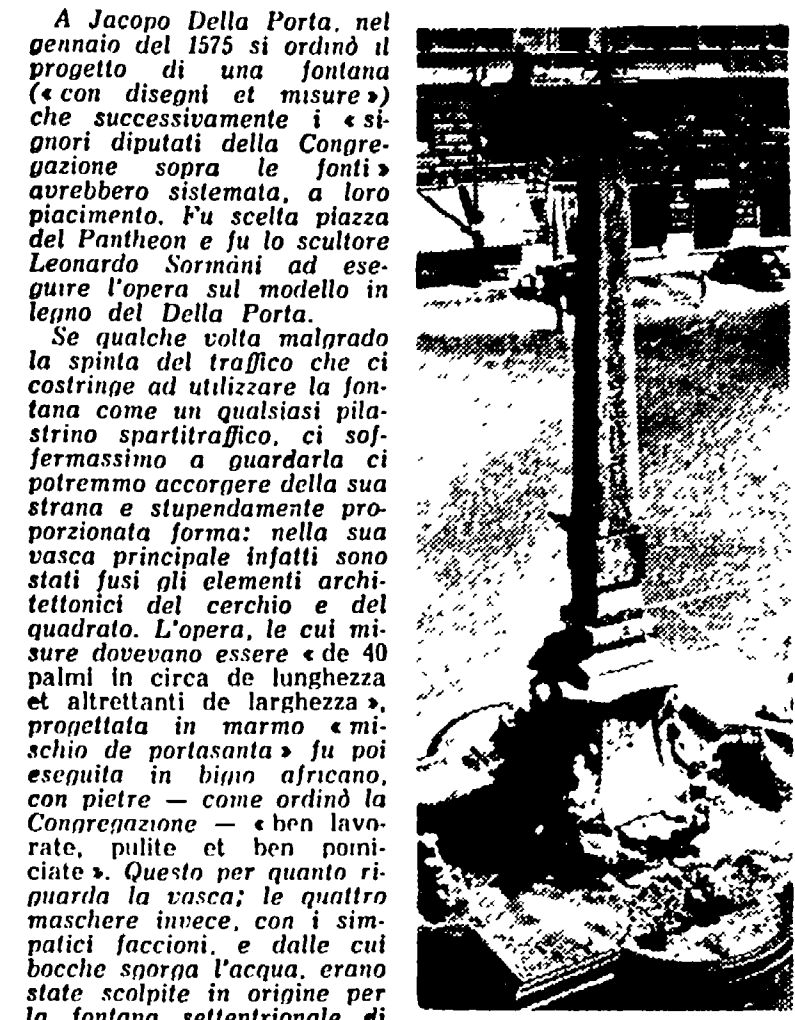 A Jacopo Della Porta, nel
gennaio del 1575 si ordinò il
progetto di una fontana
(« con disegni et misure »)
che successivamente i « si-
gnori diputati della Congre-
gazione sopra le fonti »
avrebbero sistemata, a loro
piacimento. Fu scelta piazza
del Pantheon e fu lo scultore
Leonardo Sormàni ad ese-
guire l'opera sul modello in
legno del Della Porta.
Se qualche volta malgrado
la spinta del traffico che ci
costringe ad utilizzare la fon-
tana come un qualsiasi pila-
strino spartitraffico, ci sof-
fermassimo a guardarla ci
potremmo accorgere della sua
strana e stupendamente pro-
porzionata forma: nella sua
vasca principale infatti sono
stati fusi gli elementi archi-
tettonici del cerchio e del
quadrato. L'opera, le cui mi-
sure dovevano essere « de 40
palmi in circa de lunghezza
et altrettanti de larghezza »,
progettata in marmo « mi-
schio de portasanta » fu poi
eseguita in bigio africano,
con pietre — come ordinò la
Congregazione — « ben lavo-
rate, pulite et ben pomi-
ciate ». Questo per quanto ri-
guarda la vasca; le quattro
maschere invece, con i sim-
patici faccioni, e dalle cui
bocche sgorga l'acqua, erano
state scolpite in origine per
la fontana settentrionale di